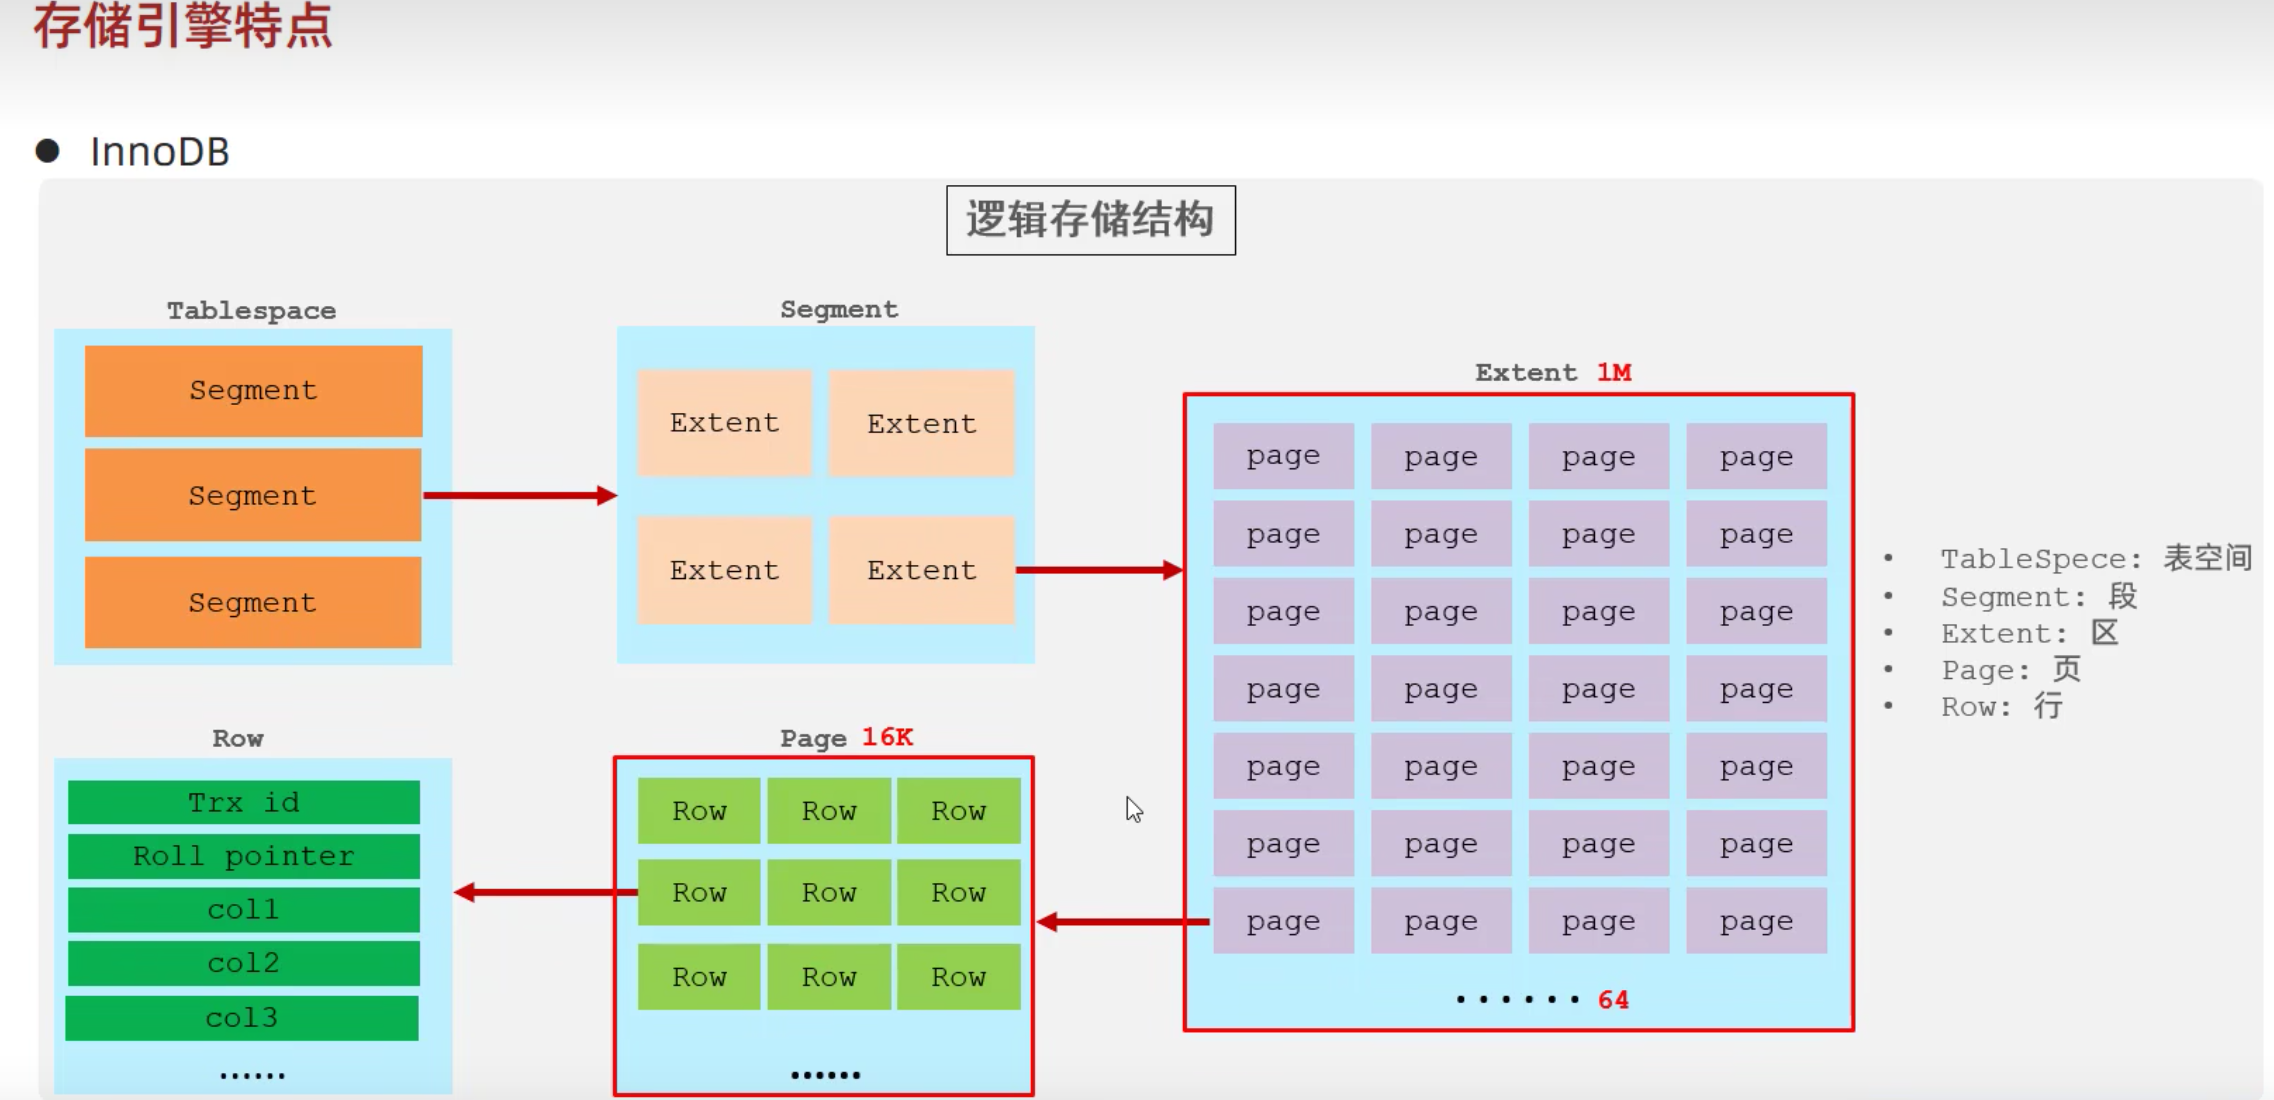 存储引擎特点
● InnoDB
逻辑存储结构
Tablespace
Segment
Segment
Segment
Segment
Extent Extent
Extent Extent
Extent 1M
page page page page
page page page page
page page page page
page page page page
page page page page
page page page page
page page page page
...... 64
• TableSpece: 表空间
• Segment: 段
• Extent: 区
• Page: 页
• Row: 行
Row
Trx id
Roll pointer
col1
col2
col3
......
Page 16K
Row Row Row
Row Row Row
Row Row Row
......